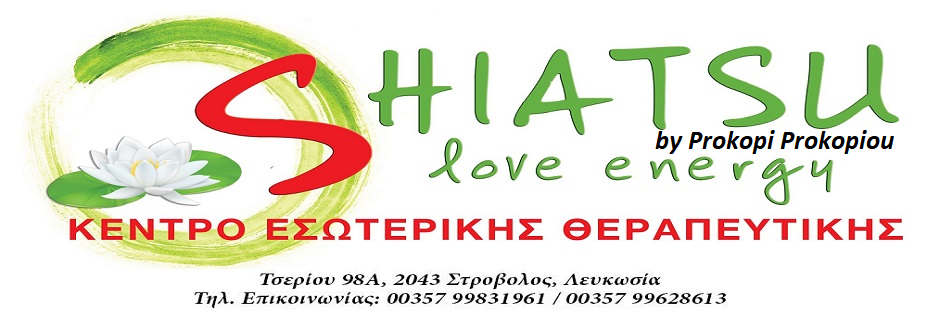 SHIATSU
by Prokopi Prokopiou
love energy
ΚΕΝΤΡΟ ΕΣΩΤΕΡΙΚΗΣ ΘΕΡΑΠΕΥΤΙΚΗΣ
Τσερίου 98Α, 2043 Στροβολος, Λευκωσία
Τηλ. Επικοινωνίας: 00357 99831961 / 00357 99628613